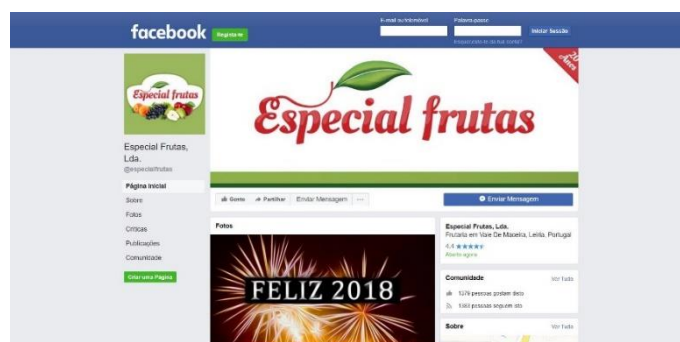 facebook
Registe-se
E-mail ou telemóvel
Palavra-passe
Iniciar Sessão
Especial frutas
20
Anos
Especial frutas
Especial Frutas,
Lda.
@especialfrutas
Página Inicial
Sobre
Fotos
Críticas
Publicações
Comunidade
Criar uma Página
Gosto
Partilhar
Enviar Mensagem
Enviar Mensagem
Fotos
FELIZ 2018
Especial Frutas, Lda.
Frutaria em Vale De Maceira, Leiria, Portugal
4,4
Aberto agora
Comunidade Ver Tudo
pessoas gostam disto
pessoas seguem isto
Sobre Ver Tudo